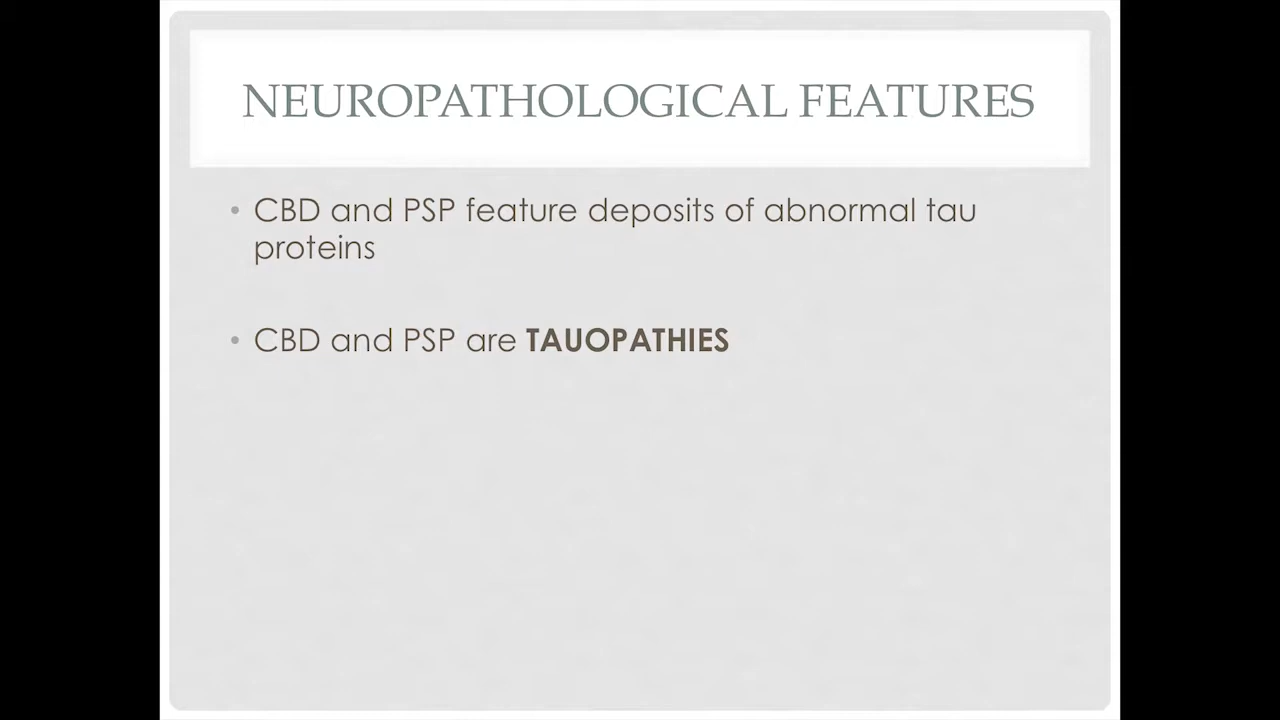 NEUROPATHOLOGICAL FEATURES
• CBD and PSP feature deposits of abnormal tau
proteins
• CBD and PSP are TAUOPATHIES